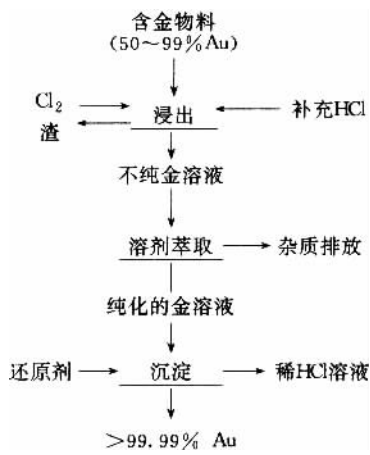 含金物料
(50～99%Au)
Cl₂
浸出
补充HCl
渣
不纯金溶液
溶剂萃取
杂质排放
纯化的金溶液
还原剂
沉淀
稀HCl溶液
>99.99% Au